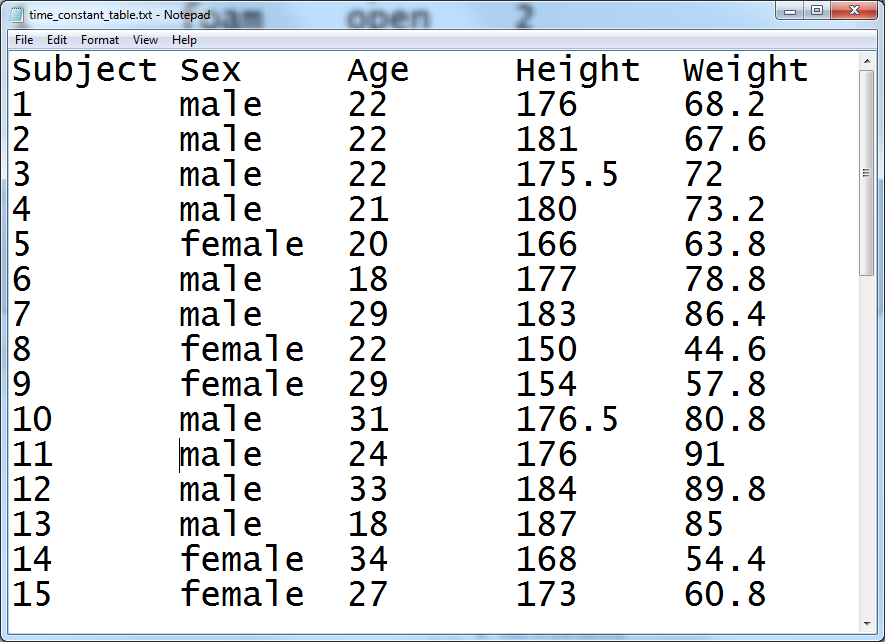 foam open 2
time_constant_table.txt - Notepad
File Edit Format View Help
Subject Sex Age Height Weight
1 male 22 176 68.2
2 male 22 181 67.6
3 male 22 175.5 72
4 male 21 180 73.2
5 female 20 166 63.8
6 male 18 177 78.8
7 male 29 183 86.4
8 female 22 150 44.6
9 female 29 154 57.8
10 male 31 176.5 80.8
11 male 24 176 91
12 male 33 184 89.8
13 male 18 187 85
14 female 34 168 54.4
15 female 27 173 60.8